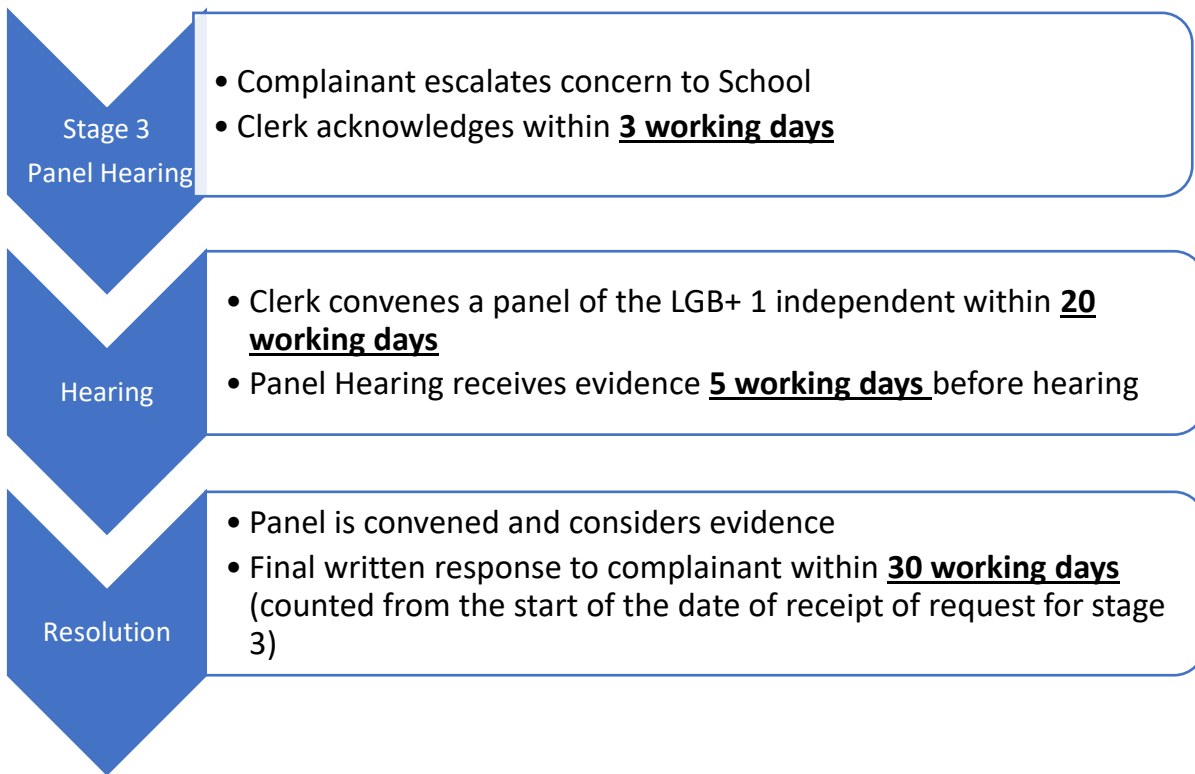 Stage 3
Panel Hearing
• Complainant escalates concern to School
• Clerk acknowledges within 3 working days
Hearing
• Clerk convenes a panel of the LGB+ 1 independent within 20
working days
• Panel Hearing receives evidence 5 working days before hearing
Resolution
• Panel is convened and considers evidence
• Final written response to complainant within 30 working days
(counted from the start of the date of receipt of request for stage
3)